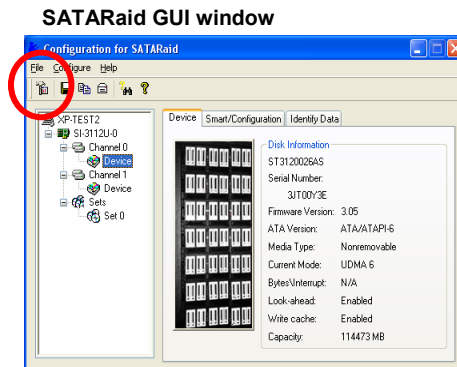 SATARaid GUI window
Configuration for SATARaid
File Configure Help
XP-TEST2
SI-3112U-0
Channel 0
Device
Channel 1
Device
Sets
Set 0
Device Smart/Configuration Identify Data
Disk Information
ST3120026AS
Serial Number:
3JT00Y3E
Firmware Version: 3.05
ATA Version: ATA/ATAPI-6
Media Type: Nonremovable
Current Mode: UDMA 6
Bytes\Interrupt: N/A
Look-ahead: Enabled
Write cache: Enabled
Capacity: 114473 MB